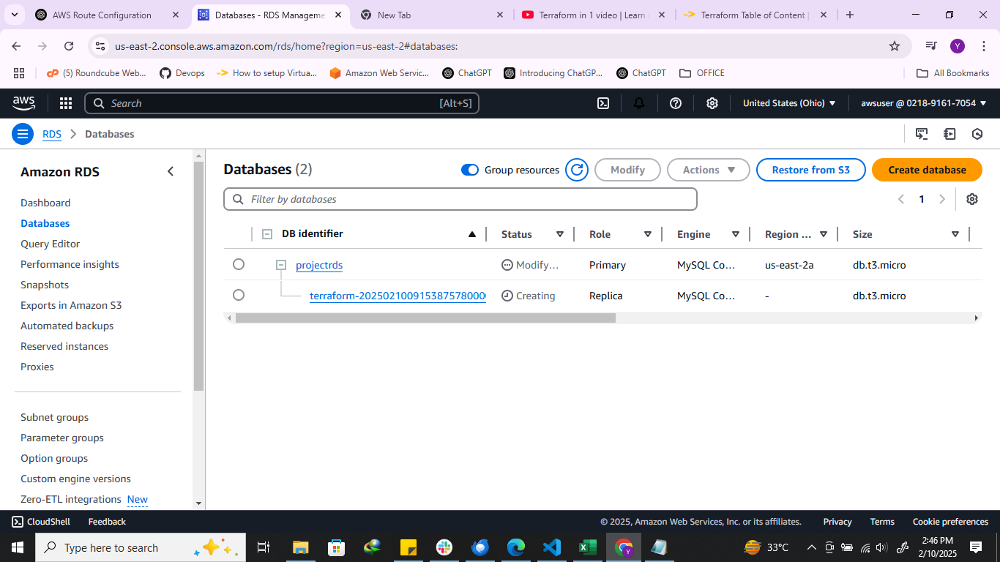 AWS Route Configuration
Databases - RDS Manageme
New Tab
Terraform in 1 video | Learn
Terraform Table of Content |
us-east-2.console.aws.amazon.com/rds/home?region=us-east-2#databases:
Y
(5) Roundcube Web...
Devops
How to setup Virtua...
Amazon Web Servic...
ChatGPT
Introducing ChatGP...
ChatGPT
OFFICE
All Bookmarks
aws
Search
[Alt+S]
United States (Ohio)
awsuser @ 0218-9161-7054
RDS
Databases
Amazon RDS
Dashboard
Databases
Query Editor
Performance insights
Snapshots
Exports in Amazon S3
Automated backups
Reserved instances
Proxies
Subnet groups
Parameter groups
Option groups
Custom engine versions
Zero-ETL integrations New
Databases (2)
Group resources
Modify
Actions
Restore from S3
Create database
Filter by databases
1
DB identifier
Status
Role
Engine
Region ...
Size
projectrds
Modify...
Primary
MySQL Co...
us-east-2a
db.t3.micro
terraform-20250210091538757800000
Creating
Replica
MySQL Co...
-
db.t3.micro
CloudShell
Feedback
© 2025, Amazon Web Services, Inc. or its affiliates.
Privacy
Terms
Cookie preferences
Type here to search
Y
33°C
2:46 PM
2/10/2025